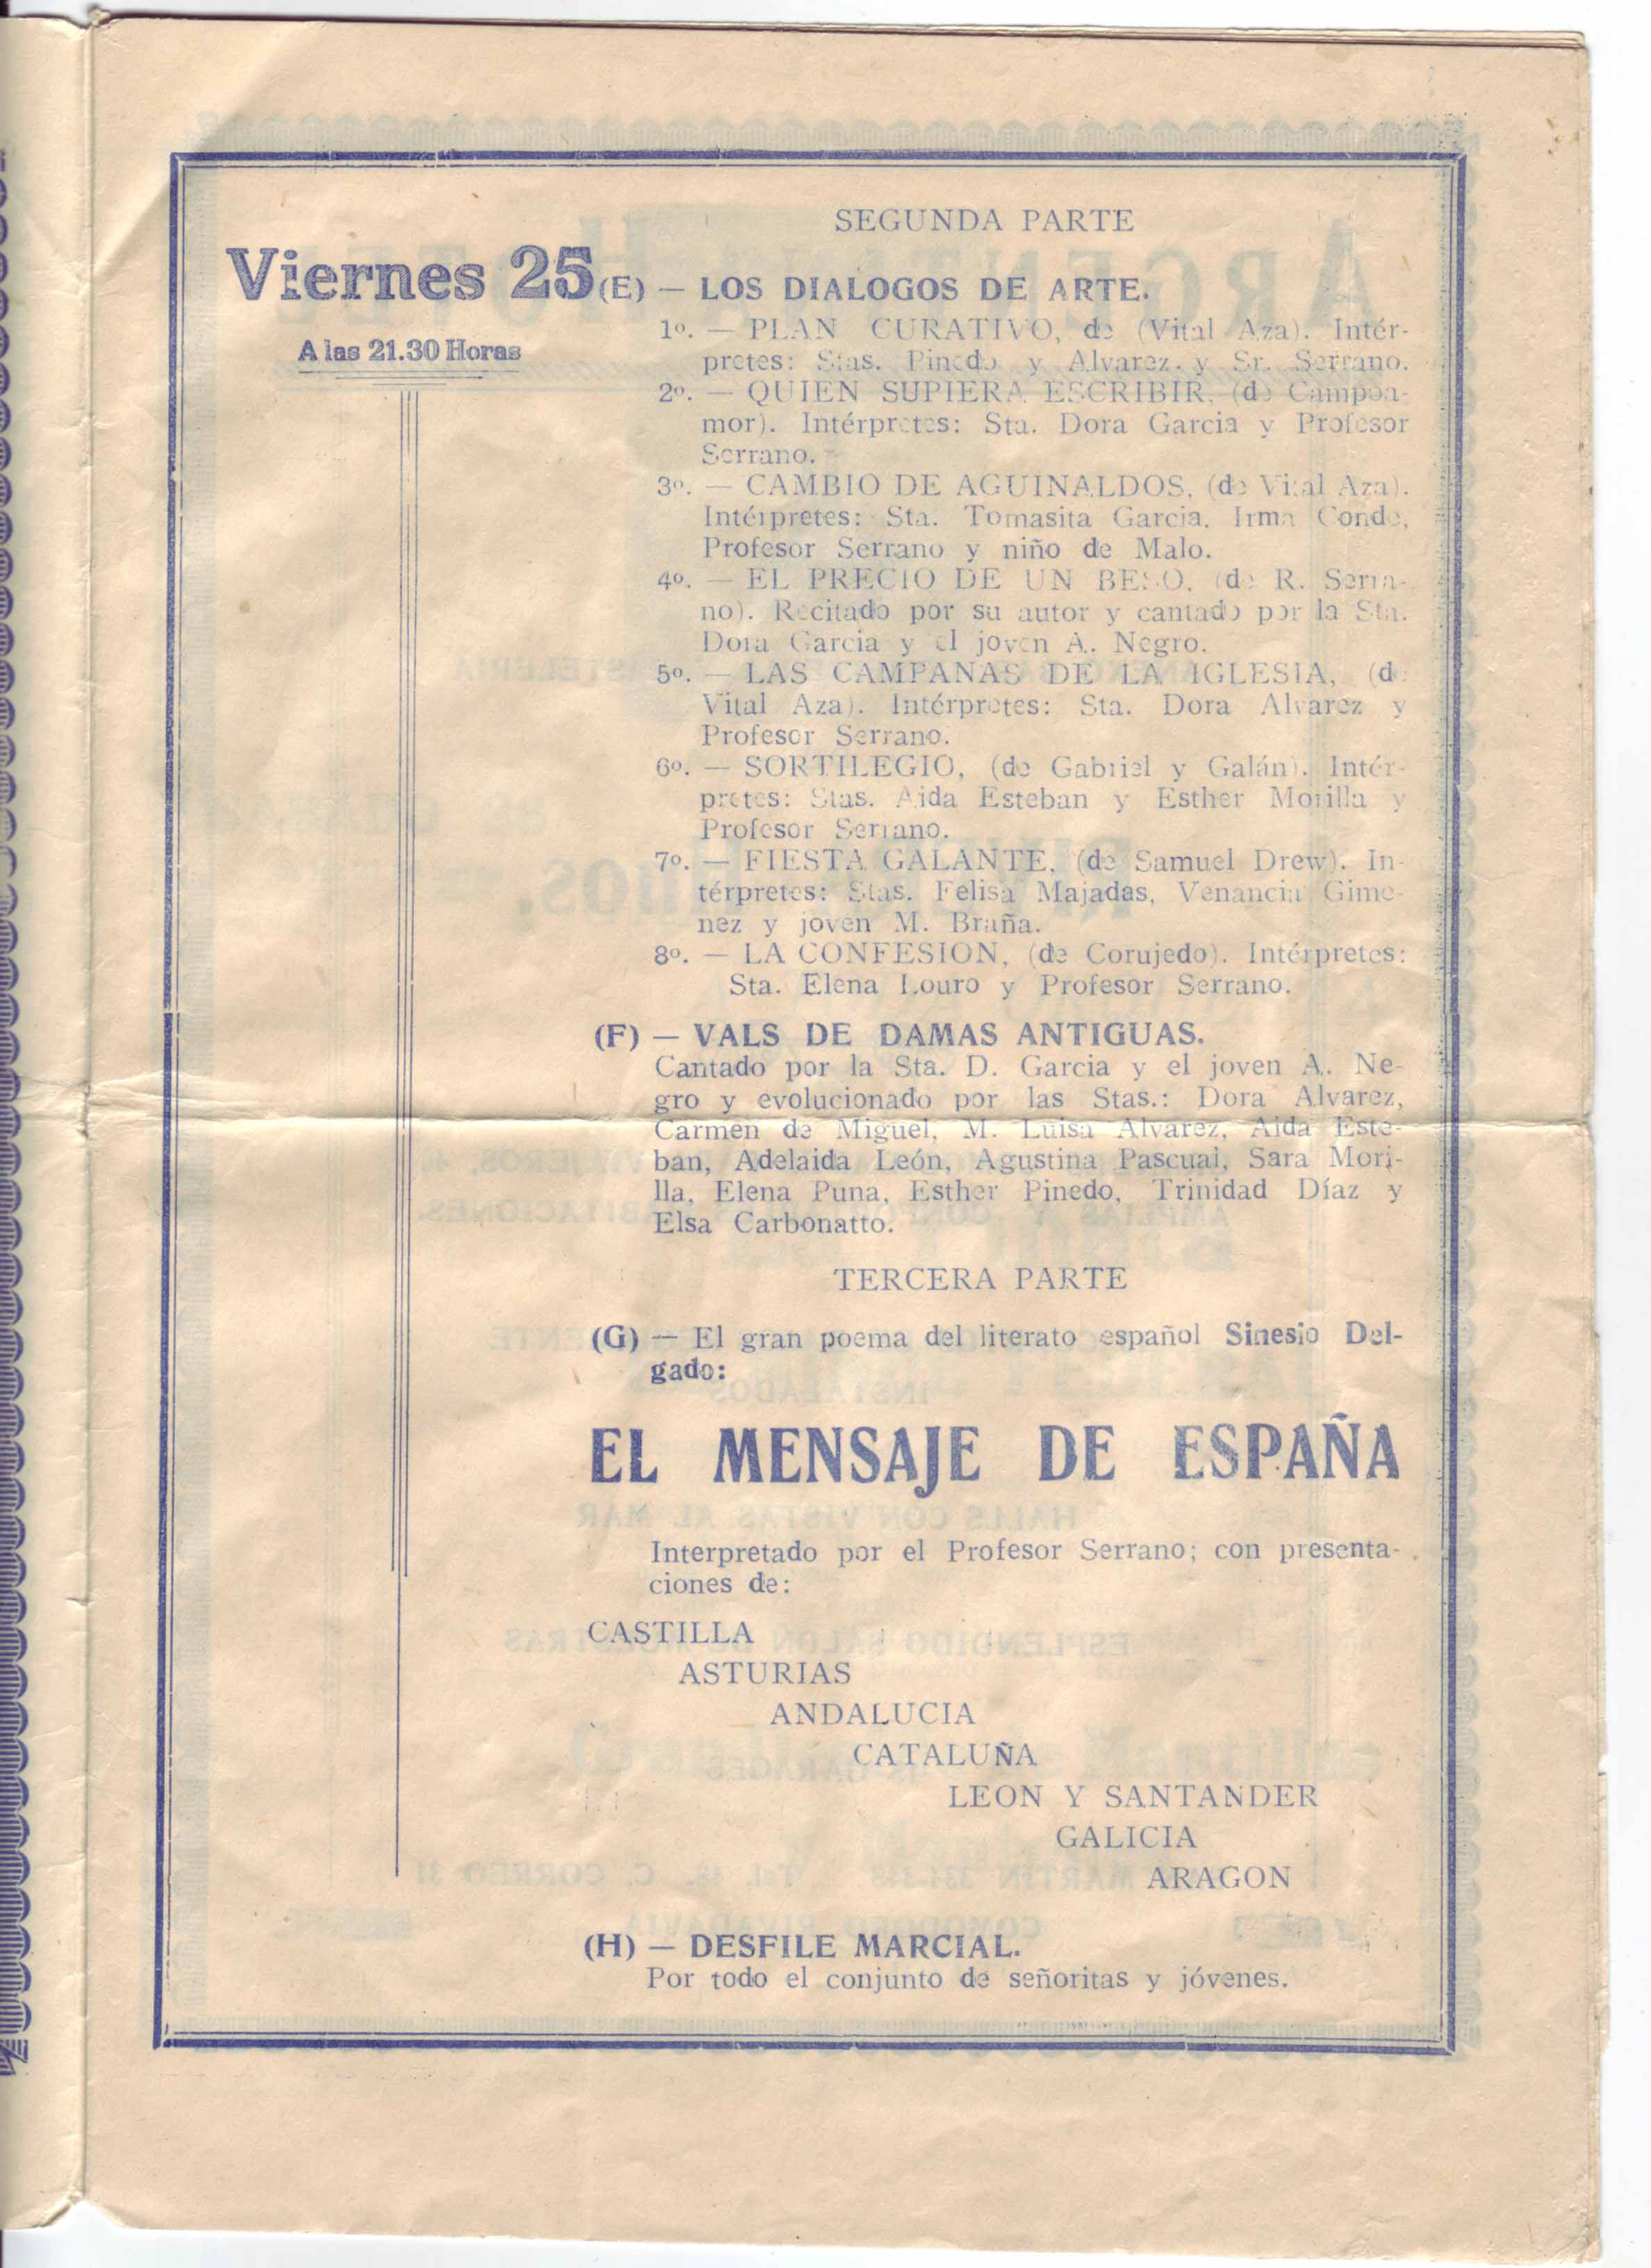 SEGUNDA PARTE
Viernes 25
A las 21.30 Horas
(E) — LOS DIALOGOS DE ARTE.
1º. — PLAN CURATIVO, de (Vital Aza). Intér-
pretes: Stas. Pinedo y Alvarez y Sr. Serrano.
2º. — QUIEN SUPIERA ESCRIBIR, (de Campoa-
mor). Intérpretes: Sta. Dora Garcia y Profesor
Serrano.
3º. — CAMBIO DE AGUINALDOS, (de Vital Aza).
Intérpretes: Sta. Tomasita Garcia, Irma Conde,
Profesor Serrano y niño de Malo.
4º. — EL PRECIO DE UN BESO, (de R. Serra-
no). Recitado por su autor y cantado por la Sta.
Dora Garcia y el joven A. Negro.
5º. — LAS CAMPANAS DE LA IGLESIA, (de
Vital Aza). Intérpretes: Sta. Dora Alvarez y
Profesor Serrano.
6º. — SORTILEGIO, (de Gabriel y Galán). Intér-
pretes: Stas. Aida Esteban y Esther Morilla y
Profesor Serrano.
7º. — FIESTA GALANTE, (de Samuel Drew). In-
térpretes: Stas. Felisa Majadas, Venancia Gime-
nez y joven M. Braña.
8º. — LA CONFESION, (de Corujedo). Intérpretes:
Sta. Elena Louro y Profesor Serrano.
(F) — VALS DE DAMAS ANTIGUAS.
Cantado por la Sta. D. Garcia y el joven A. Ne-
gro y evolucionado por las Stas.: Dora Alvarez,
Carmen de Miguel, M. Luisa Alvarez, Aida Este-
ban, Adelaida León, Agustina Pascual, Sara Mori-
lla, Elena Puna, Esther Pinedo, Trinidad Díaz y
Elsa Carbonatto.
TERCERA PARTE
(G) — El gran poema del literato español Sinesio Del-
gado:
EL MENSAJE DE ESPAÑA
Interpretado por el Profesor Serrano; con presenta-
ciones de:
CASTILLA
ASTURIAS
ANDALUCIA
CATALUÑA
LEON Y SANTANDER
GALICIA
ARAGON
(H) — DESFILE MARCIAL.
Por todo el conjunto de señoritas y jóvenes.